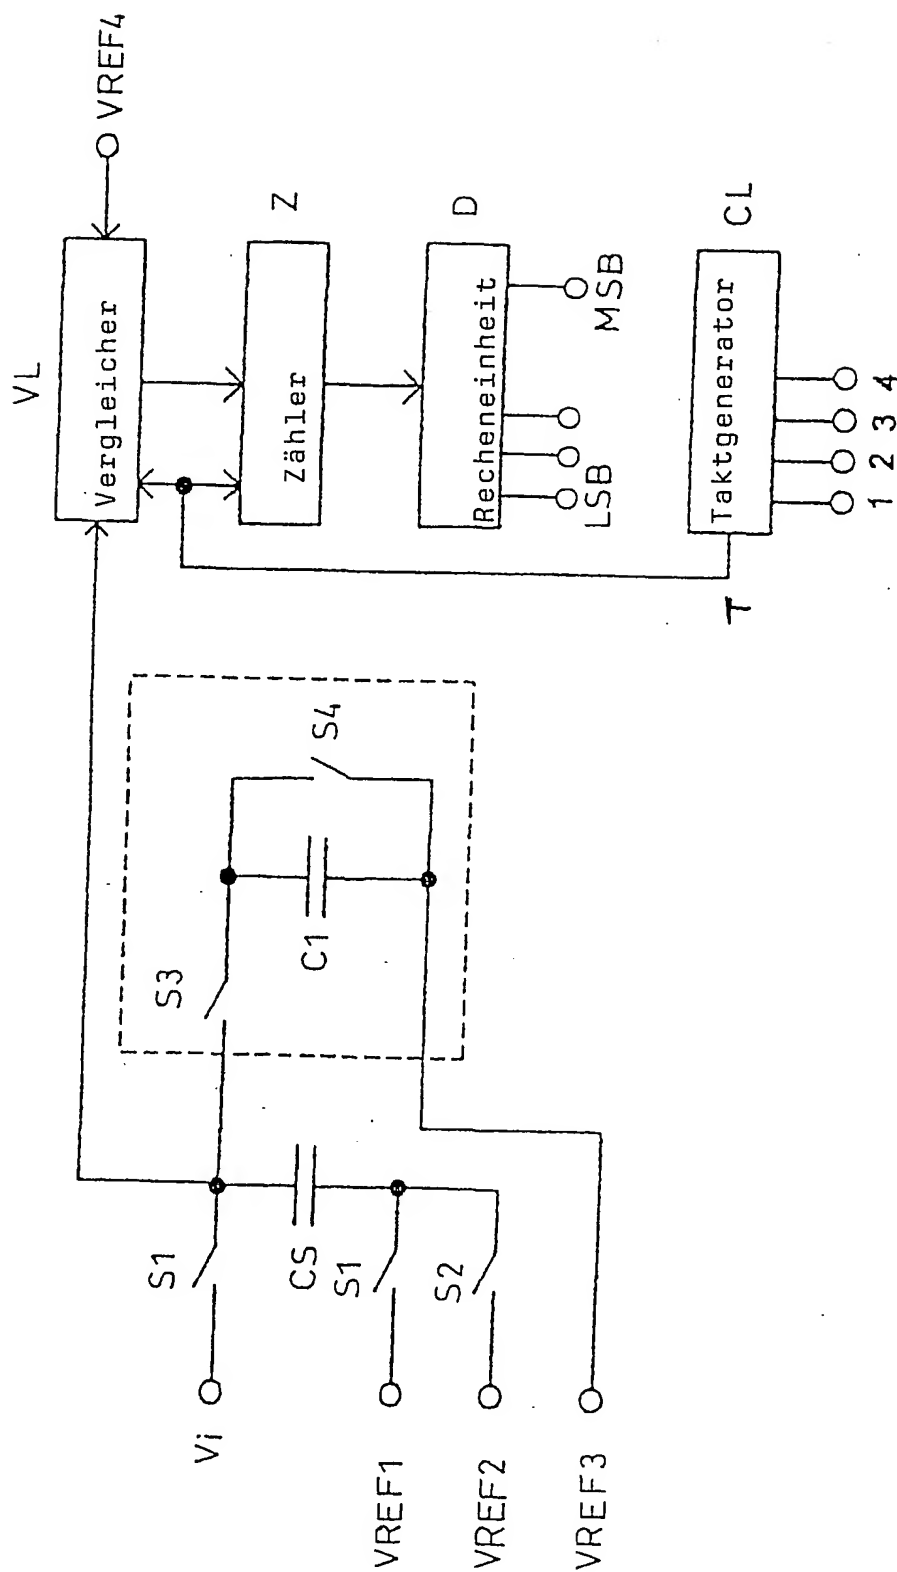 VL
Vergleicher
VREF4
Zähler
Z
Recheneinheit
D
LSB
MSB
Taktgenerator
CL
T
1
2
3
4
S1
CS
S1
S2
S3
C1
S4
Vi
VREF1
VREF2
VREF3